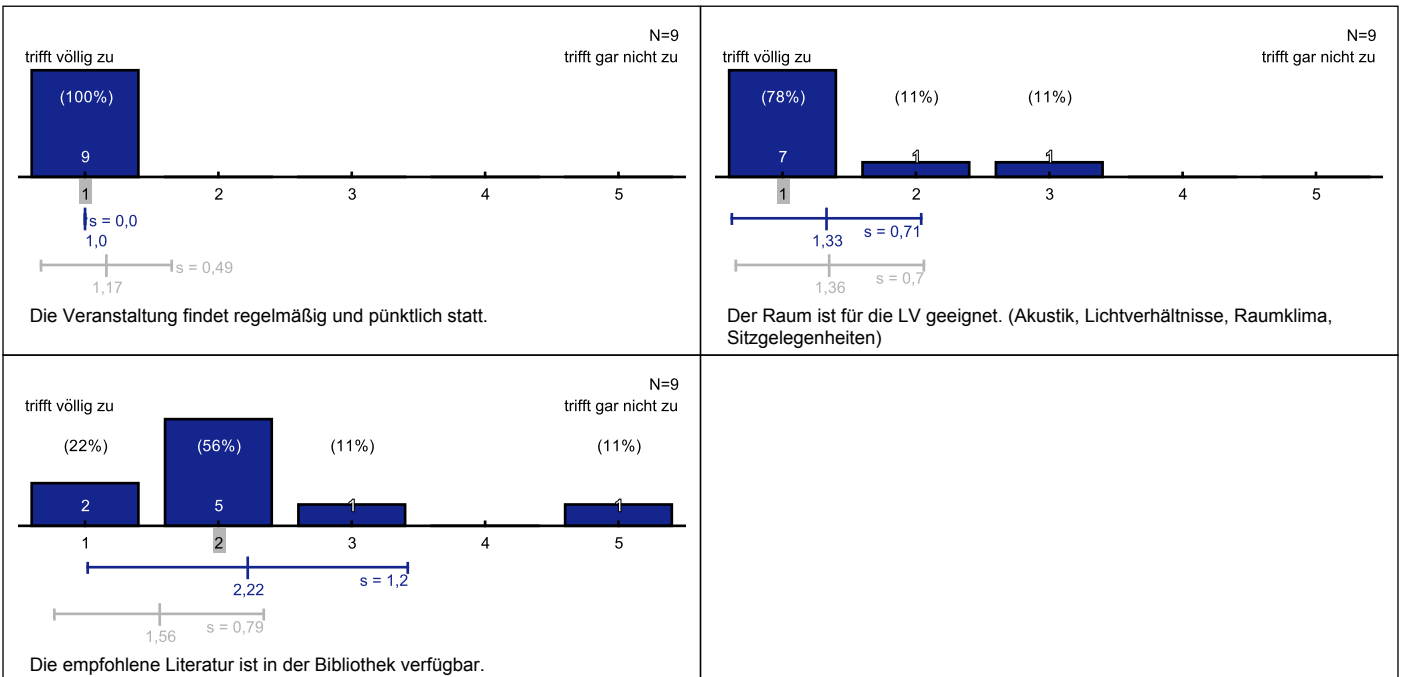 N=9
trifft völlig zu trifft gar nicht zu
(100%)
9
1 2 3 4 5
s = 0,0
1,0
s = 0,49
1,17
Die Veranstaltung findet regelmäßig und pünktlich statt.
N=9
trifft völlig zu trifft gar nicht zu
(78%) (11%) (11%)
7 1 1
1 2 3 4 5
s = 0,71
1,33
s = 0,7
1,36
Der Raum ist für die LV geeignet. (Akustik, Lichtverhältnisse, Raumklima,
Sitzgelegenheiten)
N=9
trifft völlig zu trifft gar nicht zu
(22%) (56%) (11%) (11%)
2 5 1 1
1 2 3 4 5
s = 1,2
2,22
s = 0,79
1,56
Die empfohlene Literatur ist in der Bibliothek verfügbar.